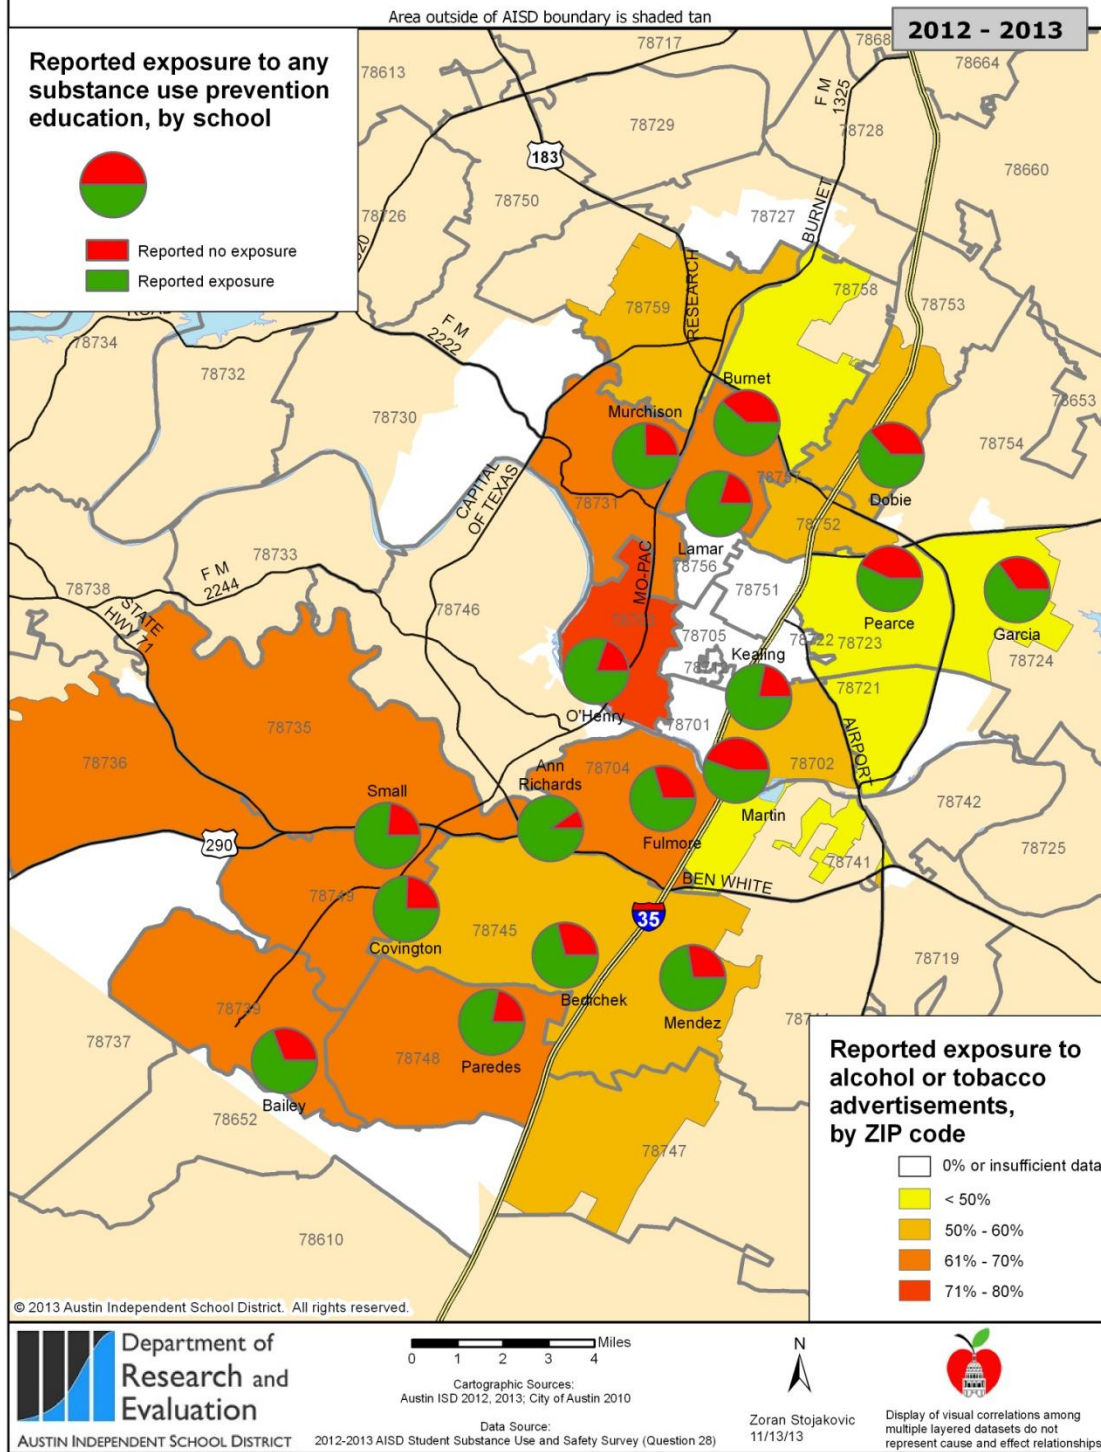 Area outside of AISD boundary is shaded tan
2012 - 2013
Reported exposure to any
substance use prevention
education, by school
Reported no exposure
Reported exposure
78717
78664
78613
F M
1325
78729
78728
183
78660
78750
78726
78727
BURNET
78758
78753
78759
RESEARCH
F M
2222
78734
78732
78730
Burnet
Murchison
78653
78754
CAPITAL
OF TEXAS
78731
78757
Dobie
78752
Lamar
78756
78733
F M
2244
78738
STATE
HWY 71
78746
MO-PAC
78751
78703
78705
Pearce
Garcia
78722
78723
78724
Kealing
78721
O'Henry
78701
78735
78736
Ann
Richards
78704
78702
AIRPORT
Small
Martin
78742
Fulmore
290
78741
78725
BEN WHITE
78749
35
78745
Covington
78719
Bedichek
Mendez
78739
78737
78748
Paredes
Bailey
78652
78747
78610
Reported exposure to
alcohol or tobacco
advertisements,
by ZIP code
0% or insufficient data
< 50%
50% - 60%
61% - 70%
71% - 80%
© 2013 Austin Independent School District. All rights reserved.
Department of
Research and
Evaluation
AUSTIN INDEPENDENT SCHOOL DISTRICT
Miles
0 1 2 3 4
Cartographic Sources:
Austin ISD 2012, 2013; City of Austin 2010
Data Source:
2012-2013 AISD Student Substance Use and Safety Survey (Question 28)
N
Zoran Stojakovic
11/13/13
Display of visual correlations among
multiple layered datasets do not
represent cause and effect relationships